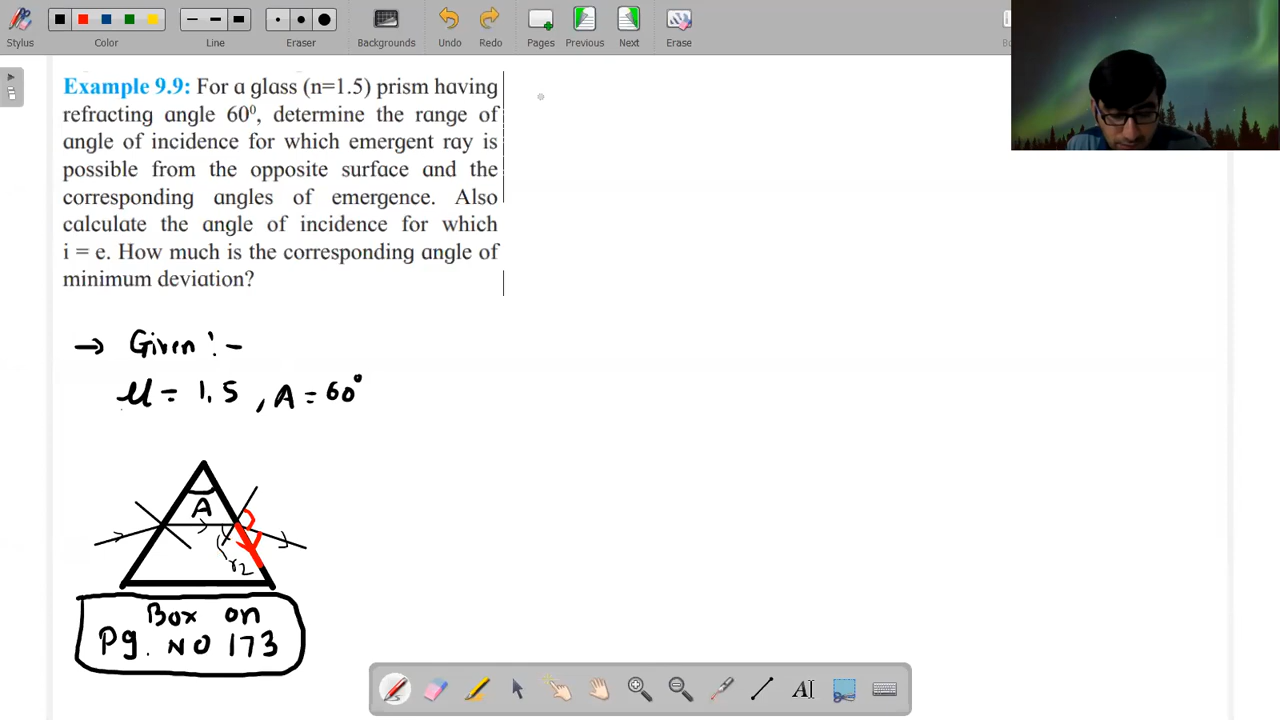 Stylus
Color
Line
Eraser
Backgrounds
Undo
Redo
Pages
Previous
Next
Erase
Example 9.9: For a glass (n=1.5) prism having
refracting angle 60⁰, determine the range of
angle of incidence for which emergent ray is
possible from the opposite surface and the
corresponding angles of emergence. Also
calculate the angle of incidence for which
i = e. How much is the corresponding angle of
minimum deviation?
→ Given :-
μ = 1.5 , A = 60°
A
r₂
Box on
Pg. NO 173